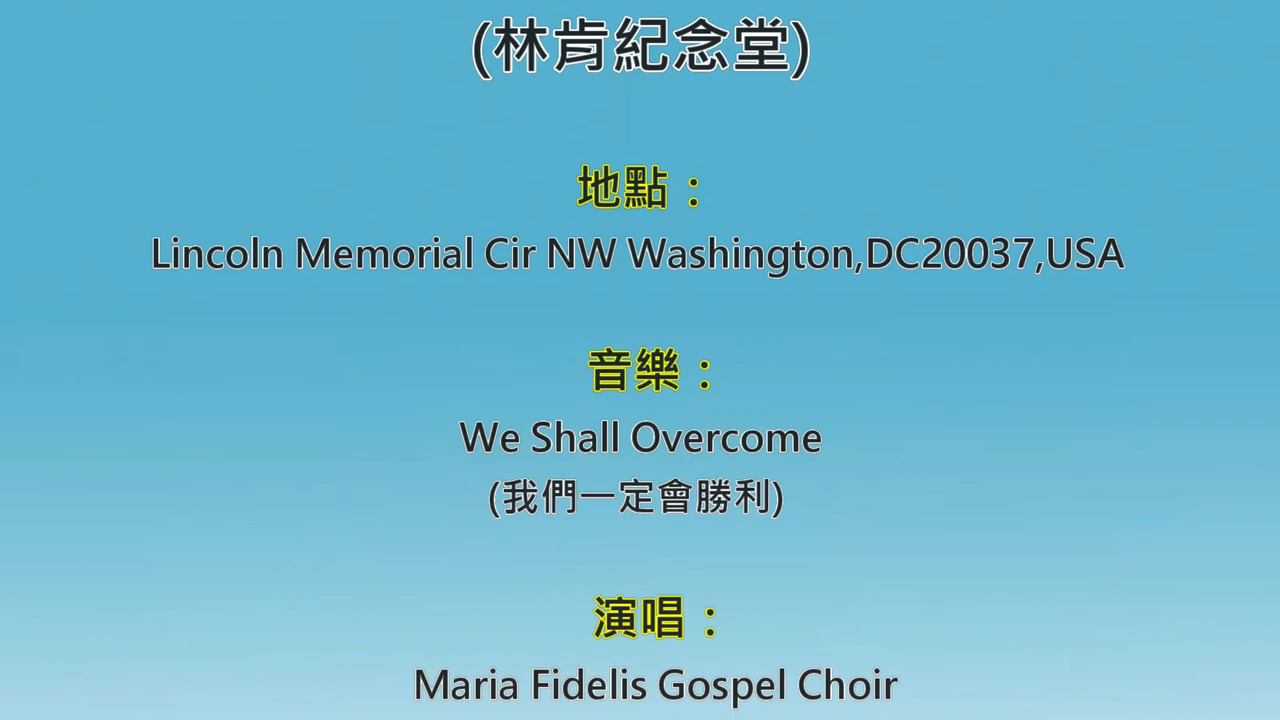 (林肯紀念堂)
地點：
Lincoln Memorial Cir NW Washington,DC20037,USA
音樂：
We Shall Overcome
(我們一定會勝利)
演唱：
Maria Fidelis Gospel Choir